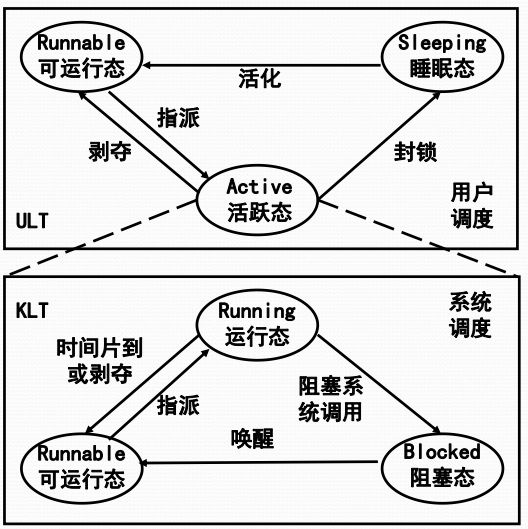 Runnable
可运行态
Sleeping
睡眠态
活化
指派
剥夺
封锁
Active
活跃态
用户
调度
ULT
KLT
系统
调度
Running
运行态
时间片到
或剥夺
指派
阻塞系
统调用
唤醒
Runnable
可运行态
Blocked
阻塞态